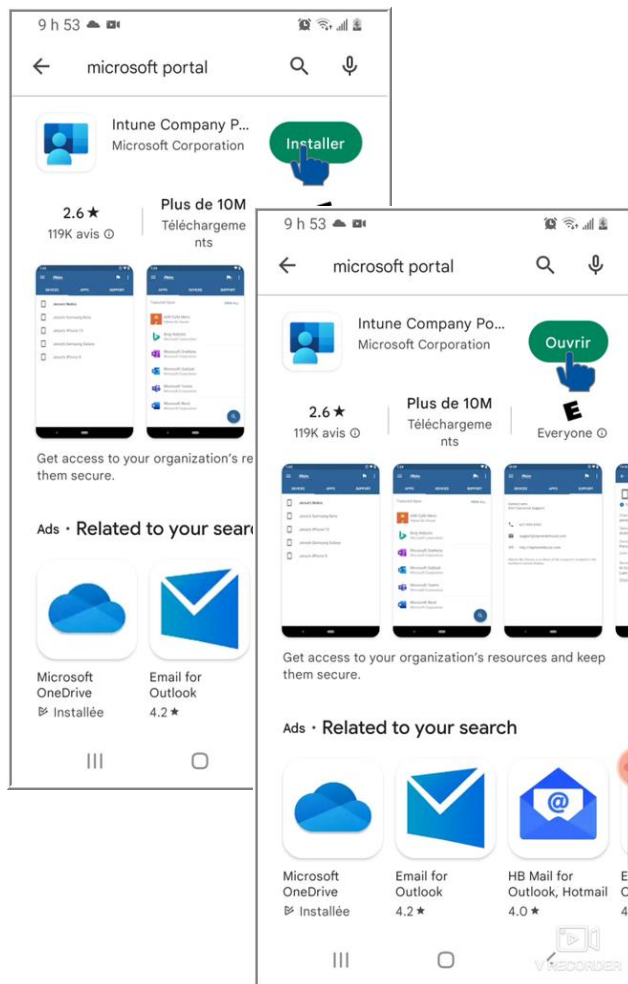 9 h 53
microsoft portal
Intune Company P...
Microsoft Corporation
Installer
2.6★
119K avis
Plus de 10M
Téléchargeme
nts
Get access to your organization's re
them secure.
Ads · Related to your sear
Microsoft
OneDrive
Installée
Email for
Outlook
4.2★
9 h 53
microsoft portal
Intune Company Po...
Microsoft Corporation
Ouvrir
2.6★
119K avis
Plus de 10M
Téléchargeme
nts
E
Everyone
DEVICES APPS SUPPORT
Get access to your organization's resources and keep
them secure.
Ads · Related to your search
Microsoft
OneDrive
Installée
Email for
Outlook
4.2★
HB Mail for
Outlook, Hotmail
4.0★
V RECORDER